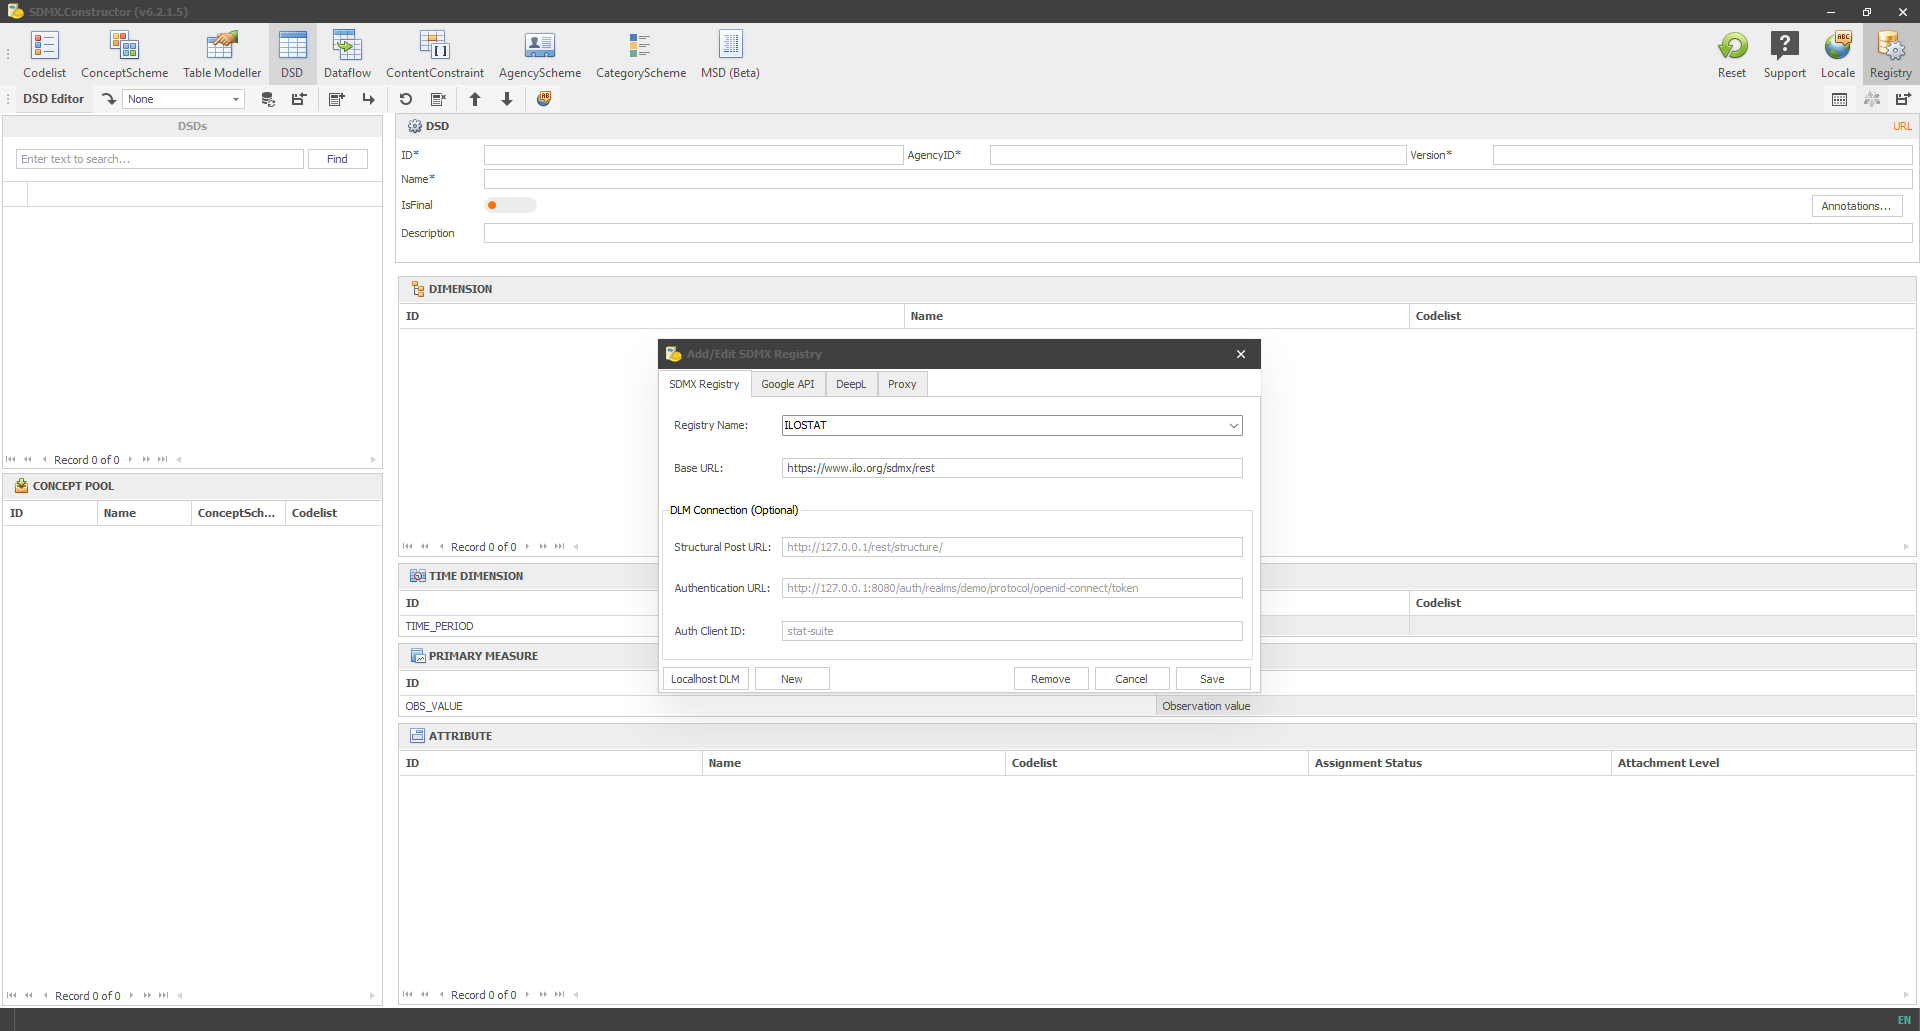 SDMX.Constructor (v6.2.1.5)
Codelist ConceptScheme Table Modeller DSD Dataflow ContentConstraint AgencyScheme CategoryScheme MSD (Beta) Reset Support Locale Registry
DSD Editor None
DSDs
Enter text to search... Find
Record 0 of 0
CONCEPT POOL
ID Name ConceptSch... Codelist
Record 0 of 0
DSD URL
ID* AgencyID* Version*
Name*
IsFinal Annotations...
Description
DIMENSION
ID Name Codelist
Record 0 of 0
TIME DIMENSION
ID Codelist
TIME_PERIOD
PRIMARY MEASURE
ID
OBS_VALUE Observation value
ATTRIBUTE
ID Name Codelist Assignment Status Attachment Level
Record 0 of 0
Add/Edit SDMX Registry
SDMX Registry Google API DeepL Proxy
Registry Name: ILOSTAT
Base URL: https://www.ilo.org/sdmx/rest
DLM Connection (Optional)
Structural Post URL: http://127.0.0.1/rest/structure/
Authentication URL: http://127.0.0.1:8080/auth/realms/demo/protocol/openid-connect/token
Auth Client ID: stat-suite
Localhost DLM New Remove Cancel Save
EN